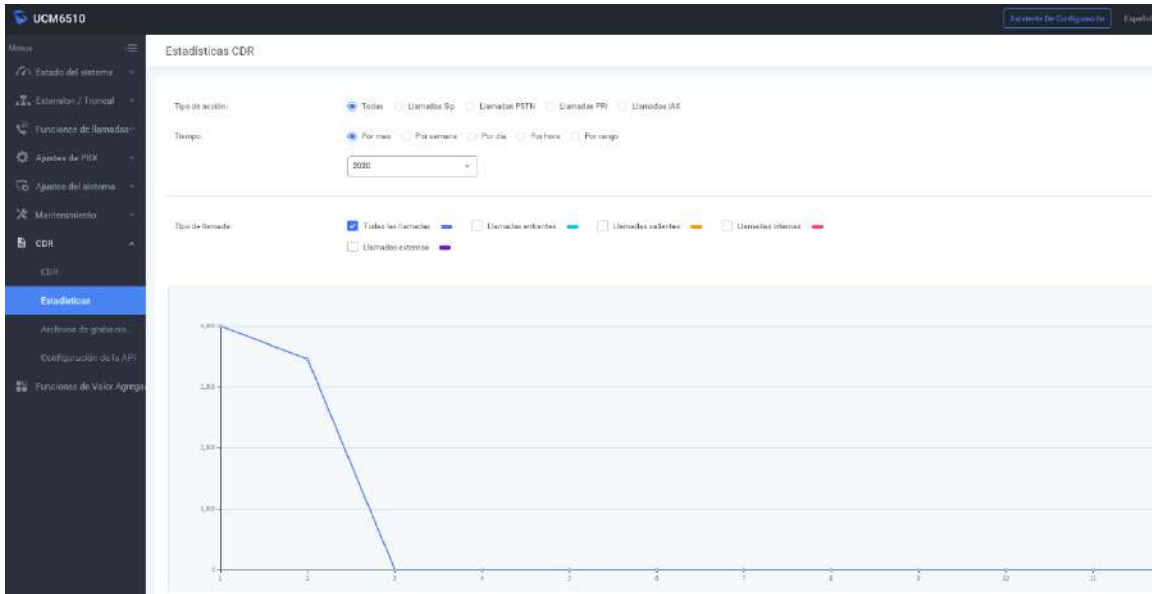 UCM6510
Asistente De Configuración Español
Menus
Estadísticas CDR
Estado del sistema
Extension / Troncal
Funciones de llamadas
Ajustes de PBX
Ajustes del sistema
Mantenimiento
CDR
CDR
Estadísticas
Archivos de grabación...
Configuración de la API
Funciones de Valor Agrega
Tipo de acción:
Todas Llamadas Sip Llamadas PSTN Llamadas PRI Llamadas IAX
Tiempo:
Por mes Por semana Por día Por hora Por rango
2020
Tipo de llamada:
Todas las llamadas Llamadas entrantes Llamadas salientes Llamadas internas
Llamadas externas
0
1 2 3 4 5 6 7 8 9 10 11